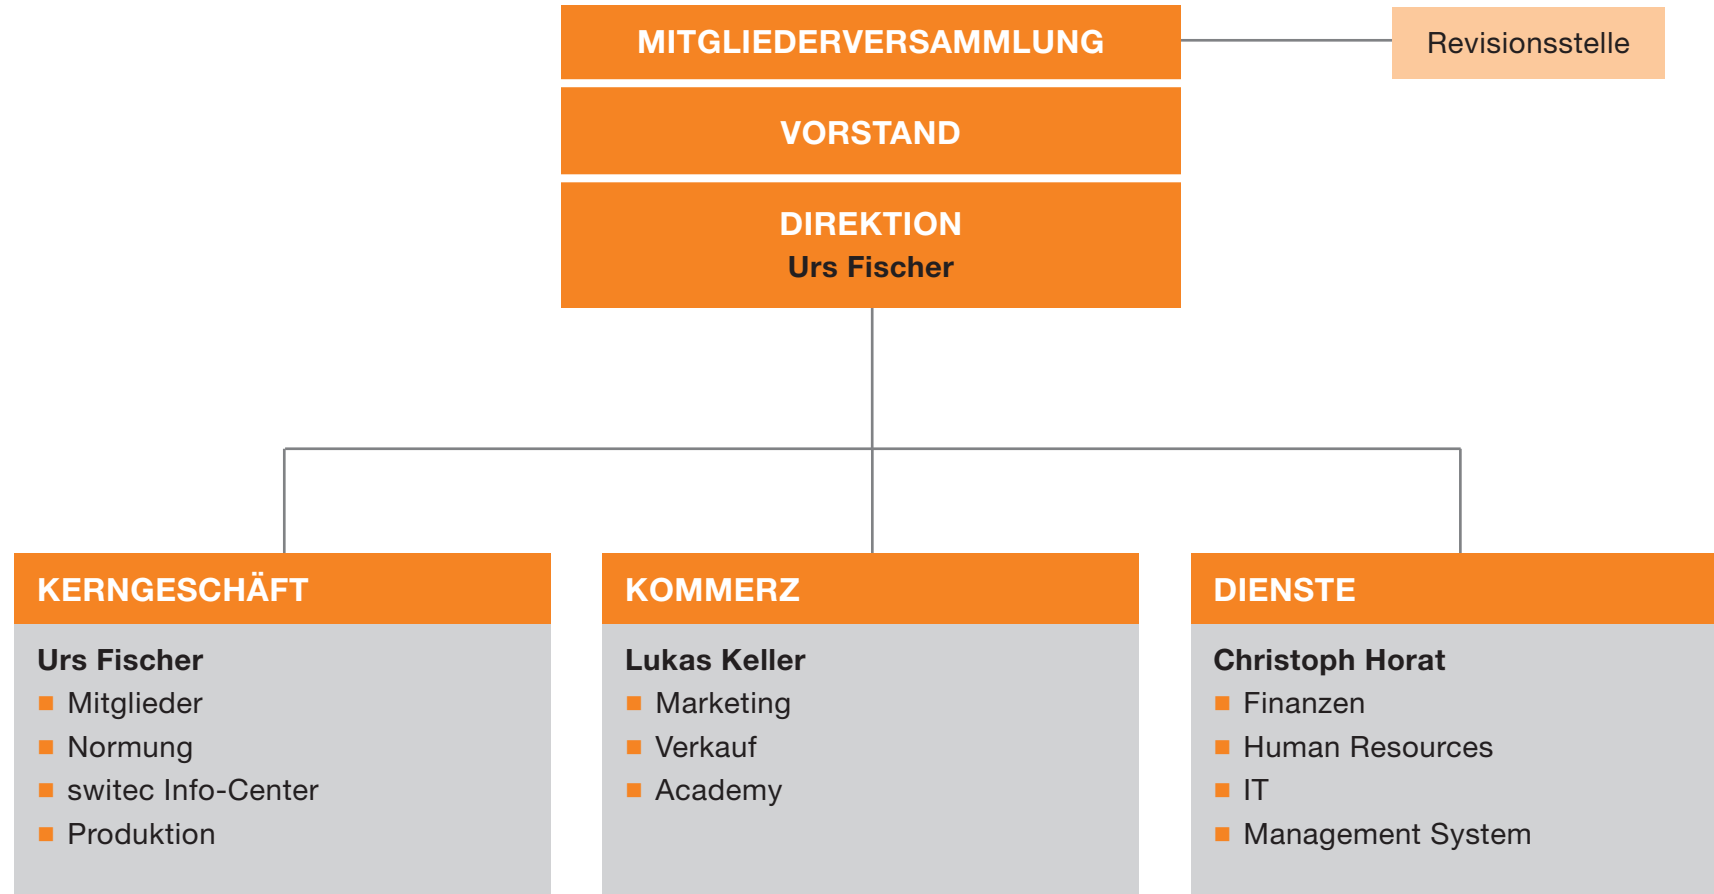 MITGLIEDERVERSAMMLUNG
Revisionsstelle
VORSTAND
DIREKTION
Urs Fischer
KERNGESCHÄFT
Urs Fischer
Mitglieder
Normung
switec Info-Center
Produktion
KOMMERZ
Lukas Keller
Marketing
Verkauf
Academy
DIENSTE
Christoph Horat
Finanzen
Human Resources
IT
Management System